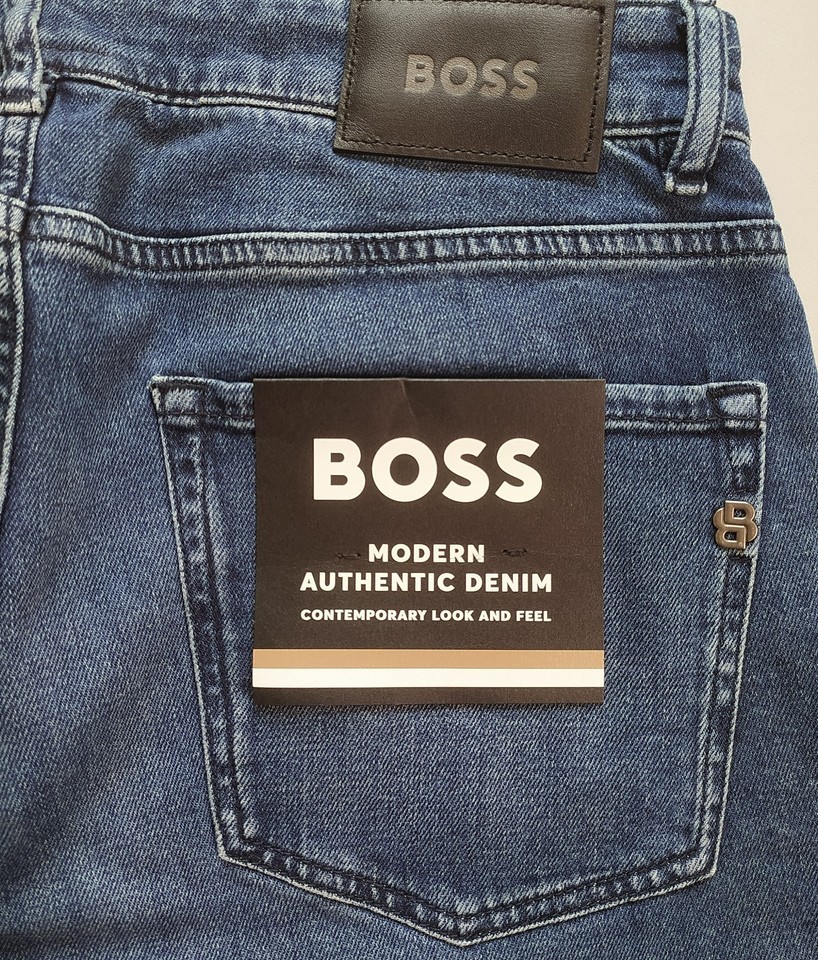 BOSS
BOSS
MODERN
AUTHENTIC DENIM
CONTEMPORARY LOOK AND FEEL